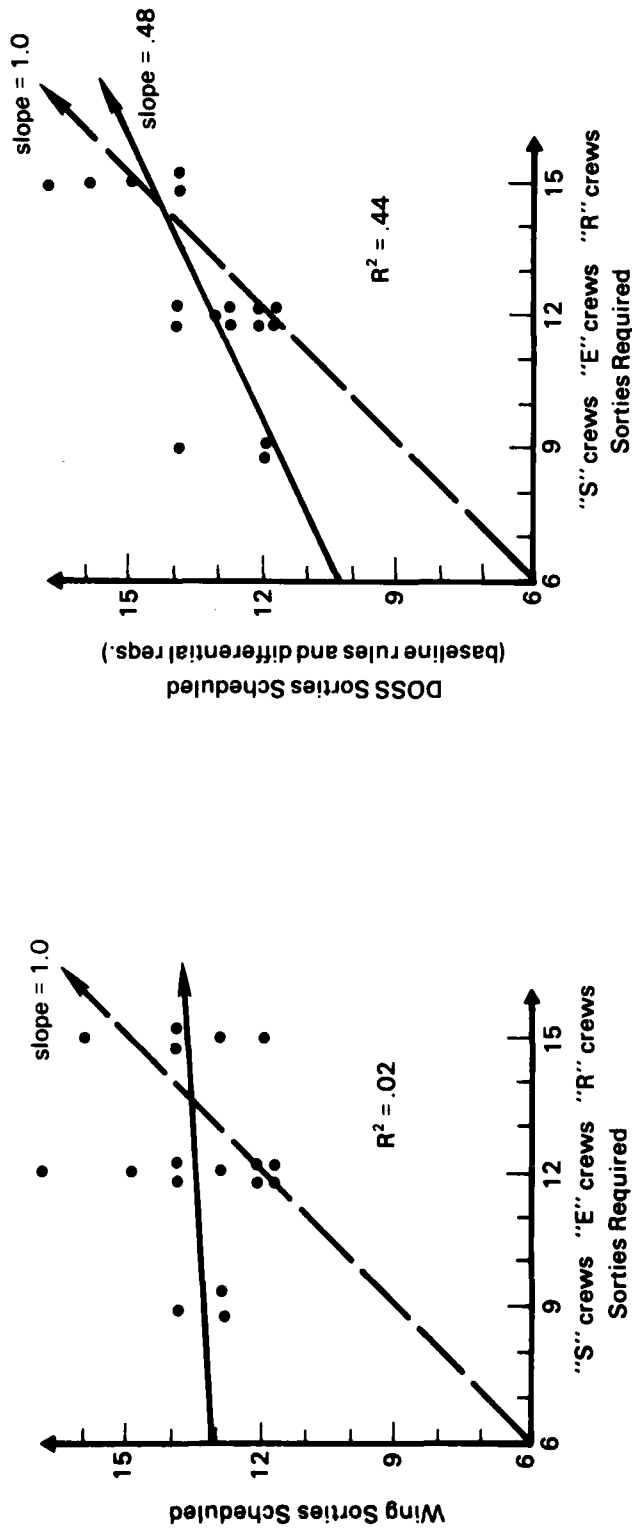 Wing Sorties Scheduled
15
12
9
6
6
9
12
15
slope = 1.0
R² = .02
"S" crews "E" crews "R" crews
Sorties Required
DOSS Sorties Scheduled
(baseline rules and differential reqs.)
15
12
9
6
6
9
12
15
slope = 1.0
slope = .48
R² = .44
"S" crews "E" crews "R" crews
Sorties Required